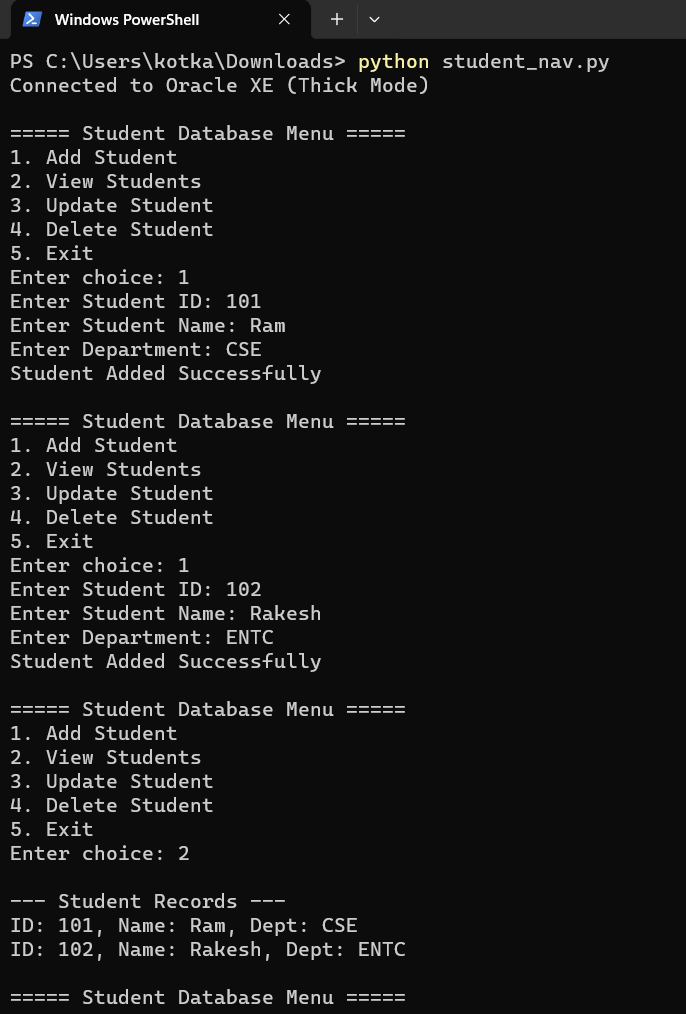 Windows PowerShell
PS C:\Users\kotka\Downloads> python student_nav.py
Connected to Oracle XE (Thick Mode)
===== Student Database Menu =====
1. Add Student
2. View Students
3. Update Student
4. Delete Student
5. Exit
Enter choice: 1
Enter Student ID: 101
Enter Student Name: Ram
Enter Department: CSE
Student Added Successfully
===== Student Database Menu =====
1. Add Student
2. View Students
3. Update Student
4. Delete Student
5. Exit
Enter choice: 1
Enter Student ID: 102
Enter Student Name: Rakesh
Enter Department: ENTC
Student Added Successfully
===== Student Database Menu =====
1. Add Student
2. View Students
3. Update Student
4. Delete Student
5. Exit
Enter choice: 2
--- Student Records ---
ID: 101, Name: Ram, Dept: CSE
ID: 102, Name: Rakesh, Dept: ENTC
===== Student Database Menu =====